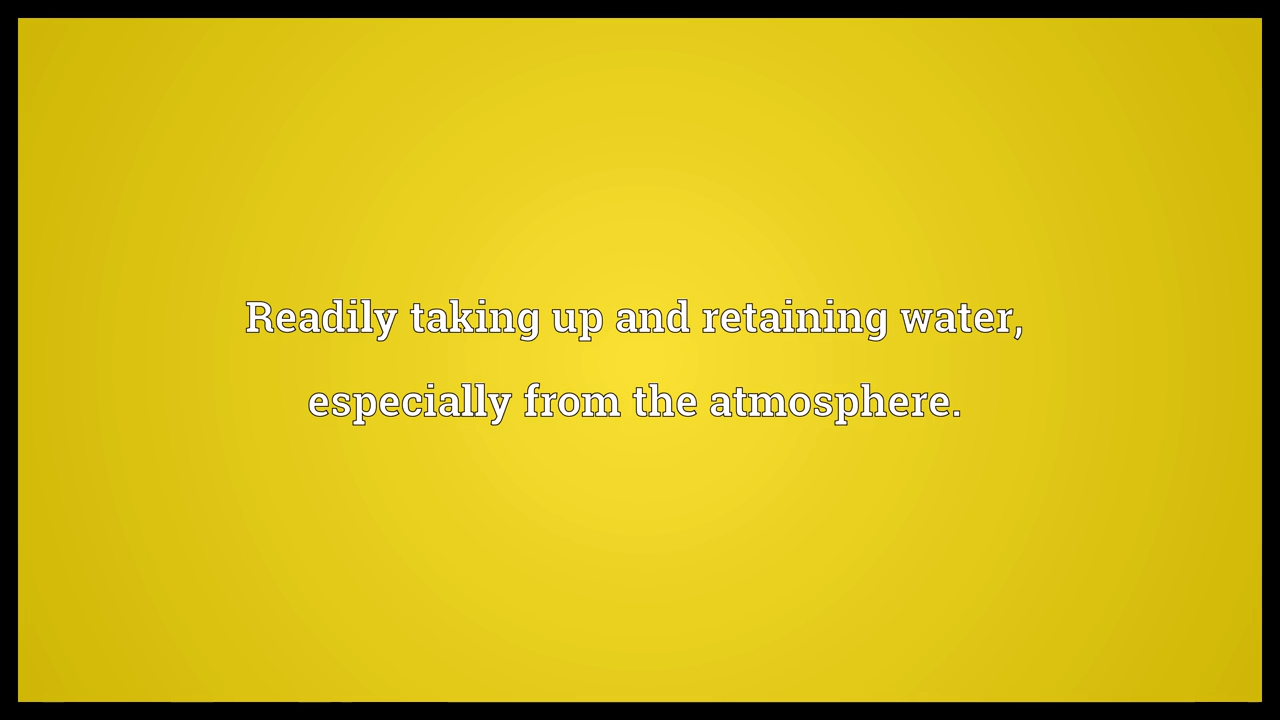 Readily taking up and retaining water,
especially from the atmosphere.